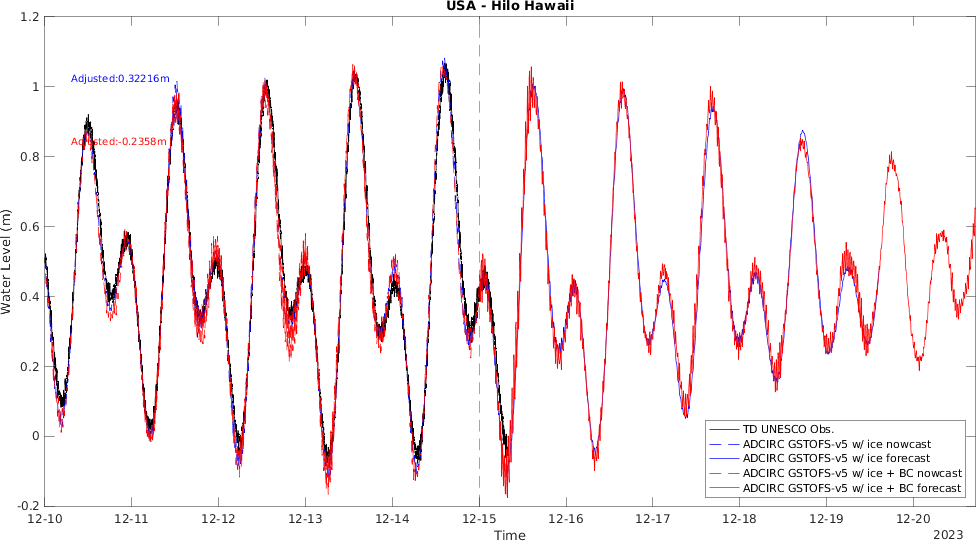 USA - Hilo Hawaii
1.2
1
0.8
0.6
0.4
0.2
0
-0.2
Water Level (m)
Adjusted:0.32216m
Adjusted:-0.2358m
TD UNESCO Obs.
ADCIRC GSTOFS-v5 w/ ice nowcast
ADCIRC GSTOFS-v5 w/ ice forecast
ADCIRC GSTOFS-v5 w/ ice + BC nowcast
ADCIRC GSTOFS-v5 w/ ice + BC forecast
12-10 12-11 12-12 12-13 12-14 12-15 12-16 12-17 12-18 12-19 12-20
Time
2023